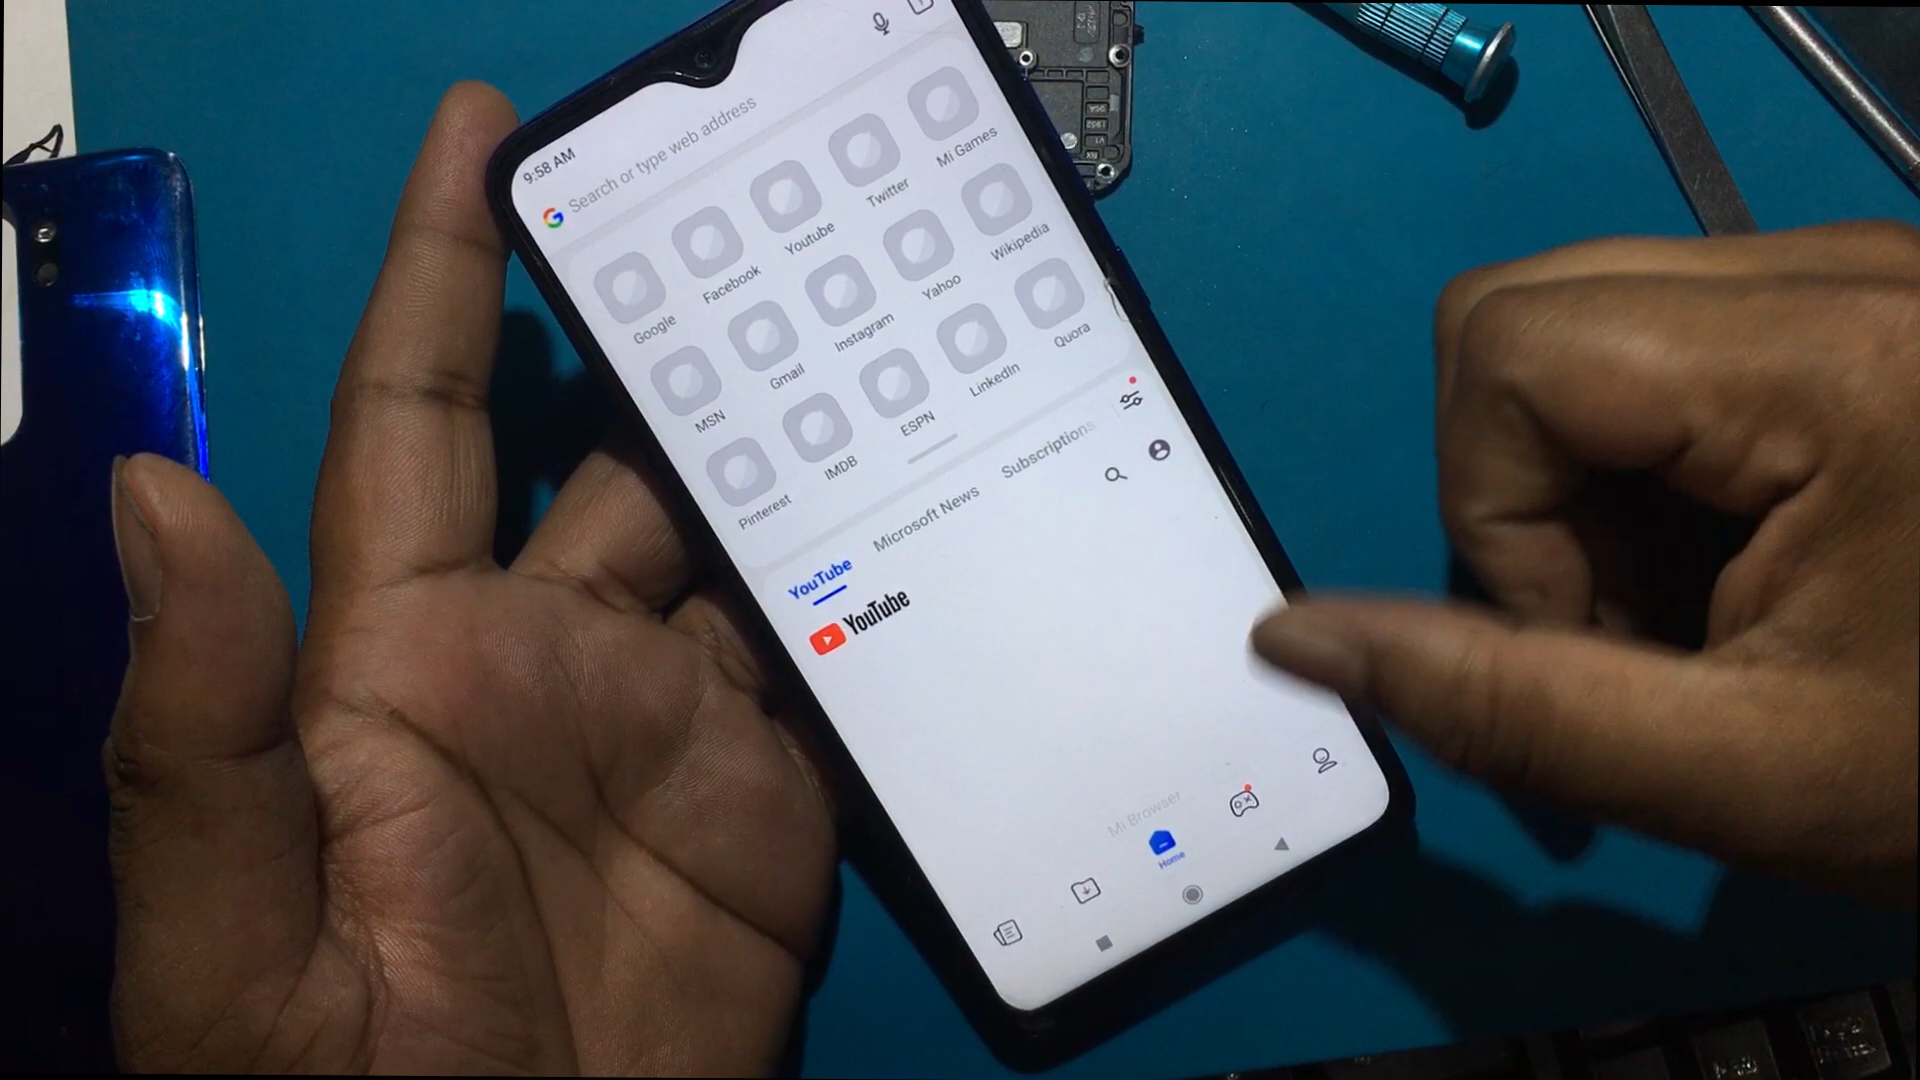 9:58 AM
Search or type web address
Google
Facebook
Youtube
Twitter
Mi Games
MSN
Gmail
Instagram
Yahoo
Wikipedia
Pinterest
IMDB
ESPN
LinkedIn
Quora
YouTube
Microsoft News
Subscriptions
YouTube
Mi Browser
Home